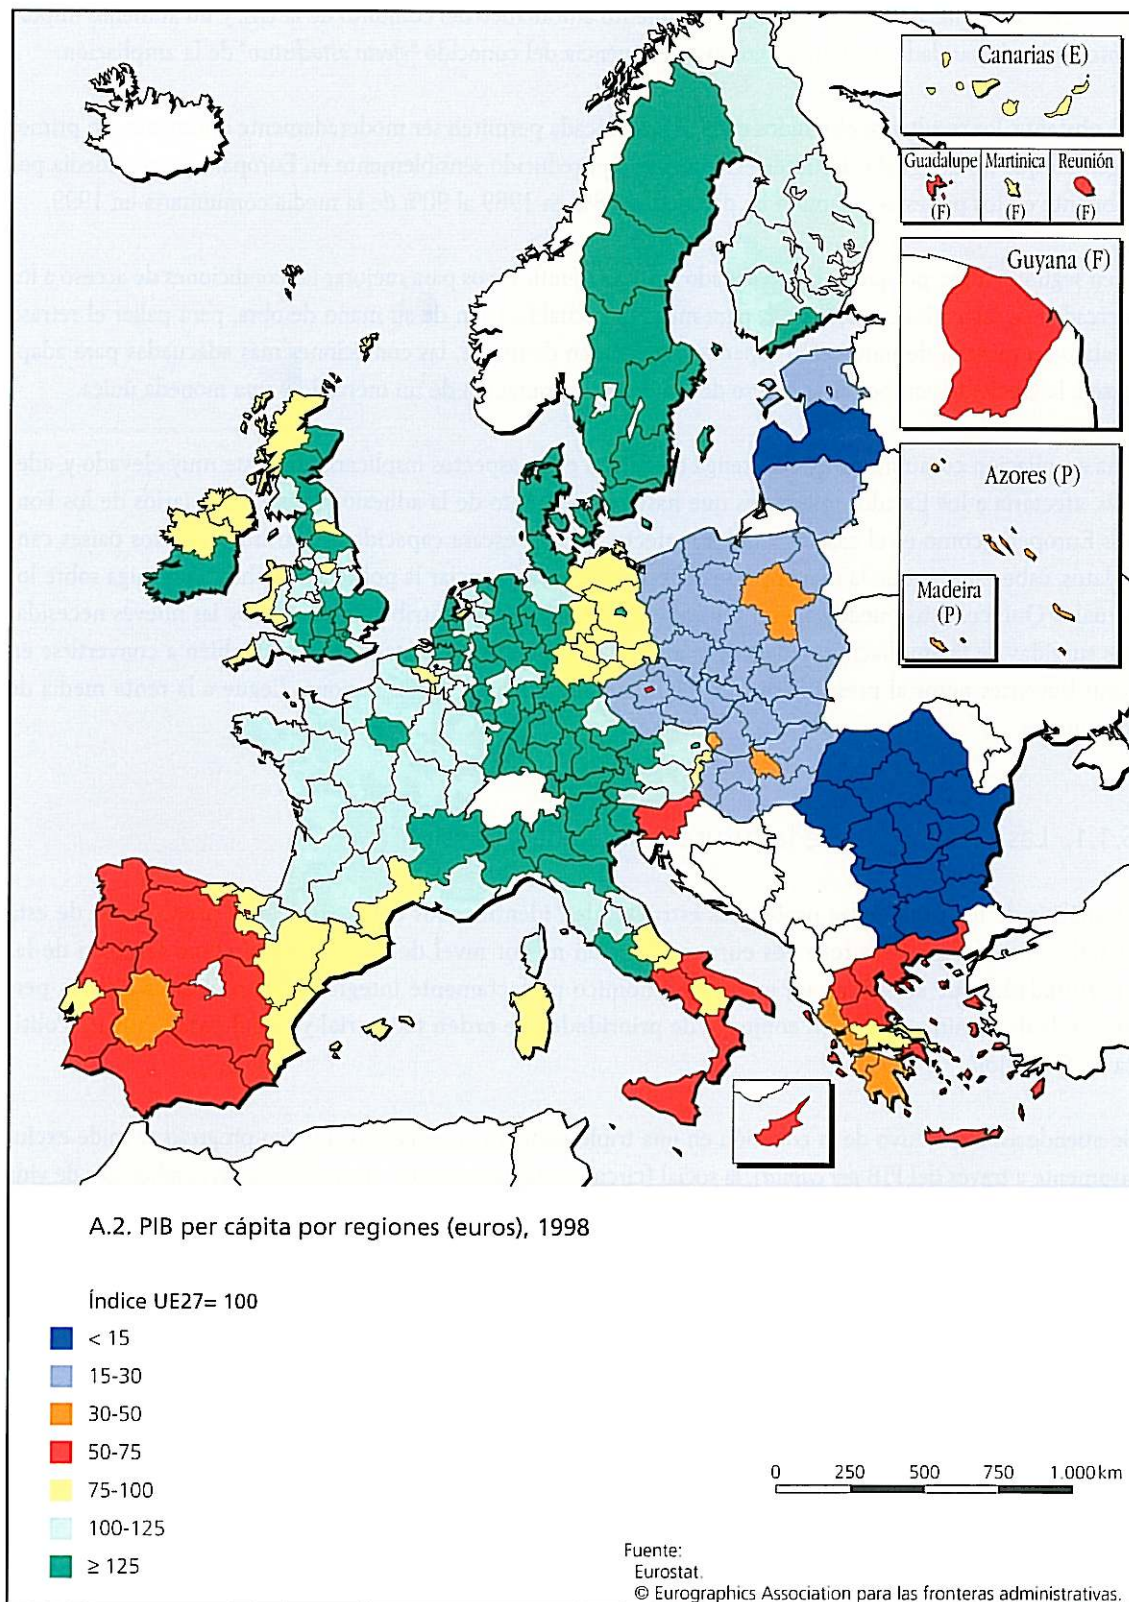 Canarias (E)
Guadalupe Martinica Reunión
(F) (F) (F)
Guyana (F)
Azores (P)
Madeira
(P)
A.2. PIB per cápita por regiones (euros), 1998
Índice UE27= 100
< 15
15-30
30-50
50-75
75-100
100-125
≥ 125
0 250 500 750 1.000 km
Fuente:
Eurostat.
© Eurographics Association para las fronteras administrativas.